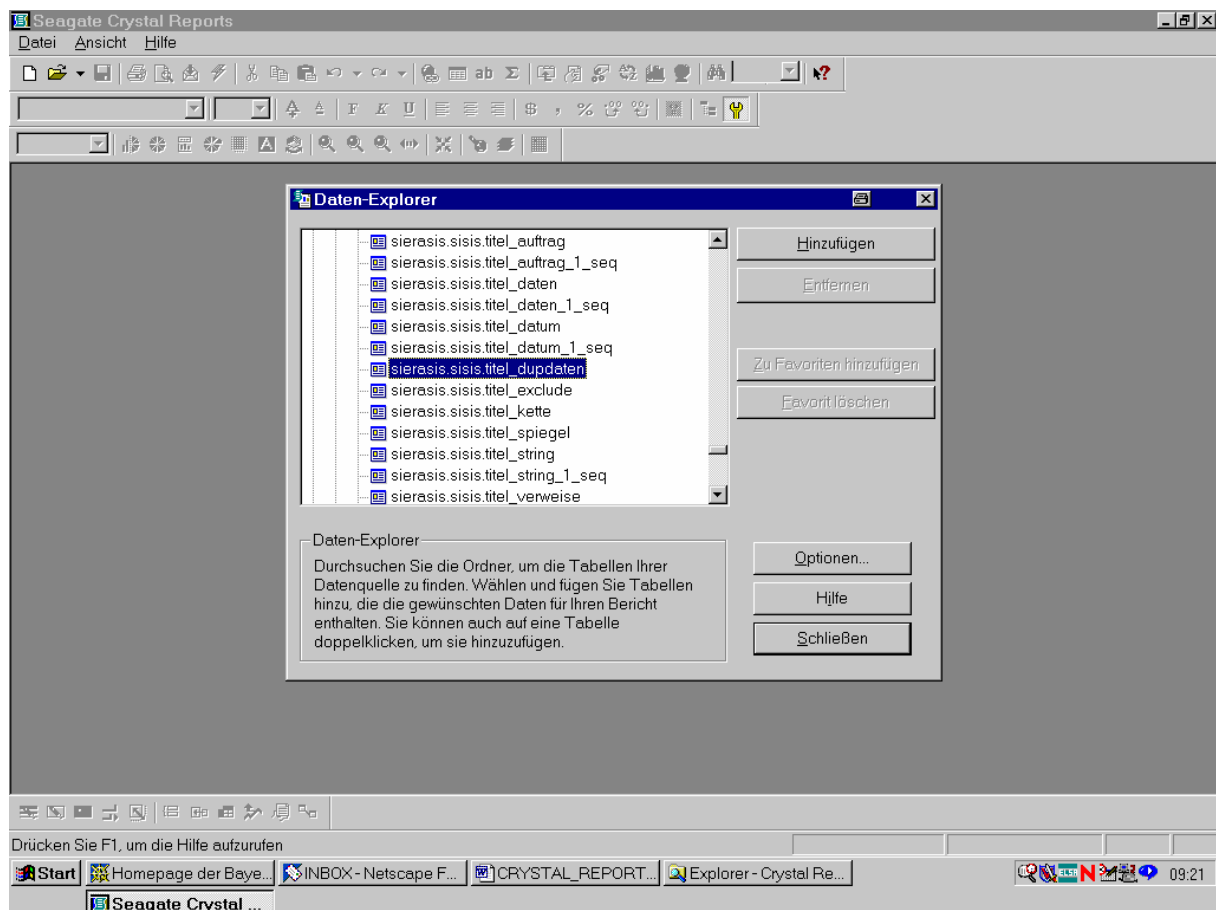 Seagate Crystal Reports
Datei Ansicht Hilfe
ab Σ
F K U $ , %
A
Daten-Explorer
sierasis.sisis.titel_auftrag
sierasis.sisis.titel_auftrag_1_seq
sierasis.sisis.titel_daten
sierasis.sisis.titel_daten_1_seq
sierasis.sisis.titel_datum
sierasis.sisis.titel_datum_1_seq
sierasis.sisis.titel_dupdaten
sierasis.sisis.titel_exclude
sierasis.sisis.titel_kette
sierasis.sisis.titel_spiegel
sierasis.sisis.titel_string
sierasis.sisis.titel_string_1_seq
sierasis.sisis.titel_verweise
Hinzufügen
Entfernen
Zu Favoriten hinzufügen
Favorit löschen
Daten-Explorer
Durchsuchen Sie die Ordner, um die Tabellen Ihrer
Datenquelle zu finden. Wählen und fügen Sie Tabellen
hinzu, die die gewünschten Daten für Ihren Bericht
enthalten. Sie können auch auf eine Tabelle
doppelklicken, um sie hinzuzufügen.
Optionen...
Hilfe
Schließen
Drücken Sie F1, um die Hilfe aufzurufen
Start Homepage der Baye... INBOX - Netscape F... CRYSTAL_REPORT... Explorer - Crystal Re... ELSA N 09:21
Seagate Crystal ...